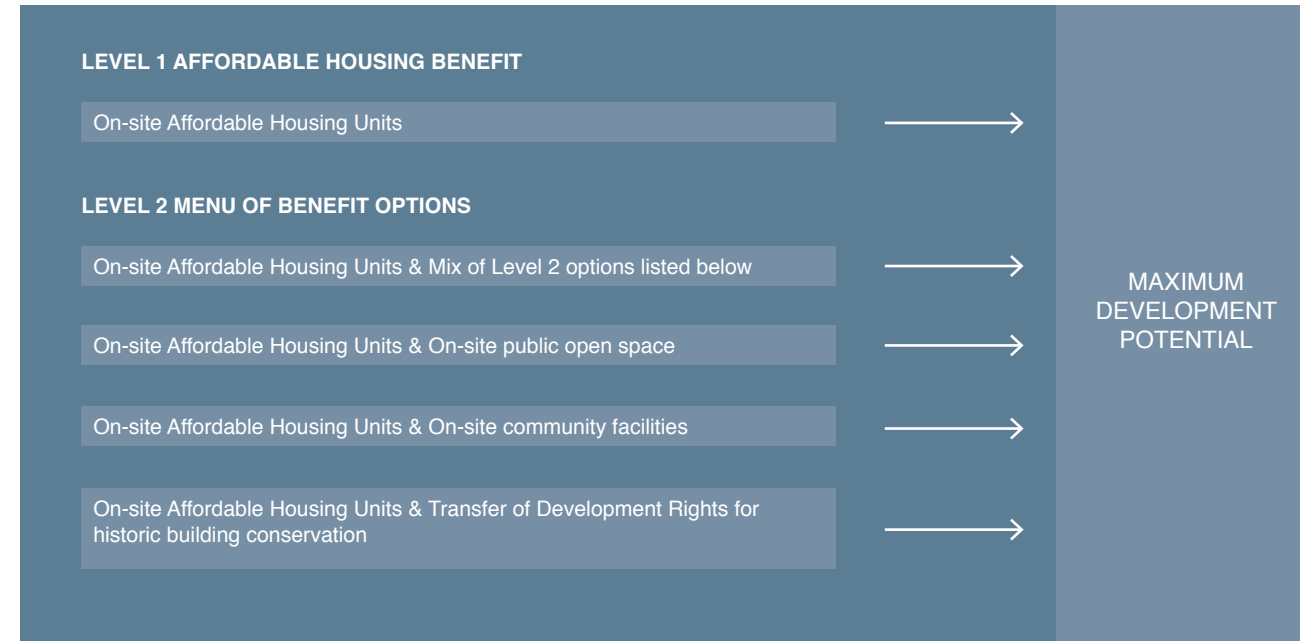 LEVEL 1 AFFORDABLE HOUSING BENEFIT
On-site Affordable Housing Units
LEVEL 2 MENU OF BENEFIT OPTIONS
On-site Affordable Housing Units & Mix of Level 2 options listed below
On-site Affordable Housing Units & On-site public open space
On-site Affordable Housing Units & On-site community facilities
On-site Affordable Housing Units & Transfer of Development Rights for
historic building conservation
MAXIMUM
DEVELOPMENT
POTENTIAL